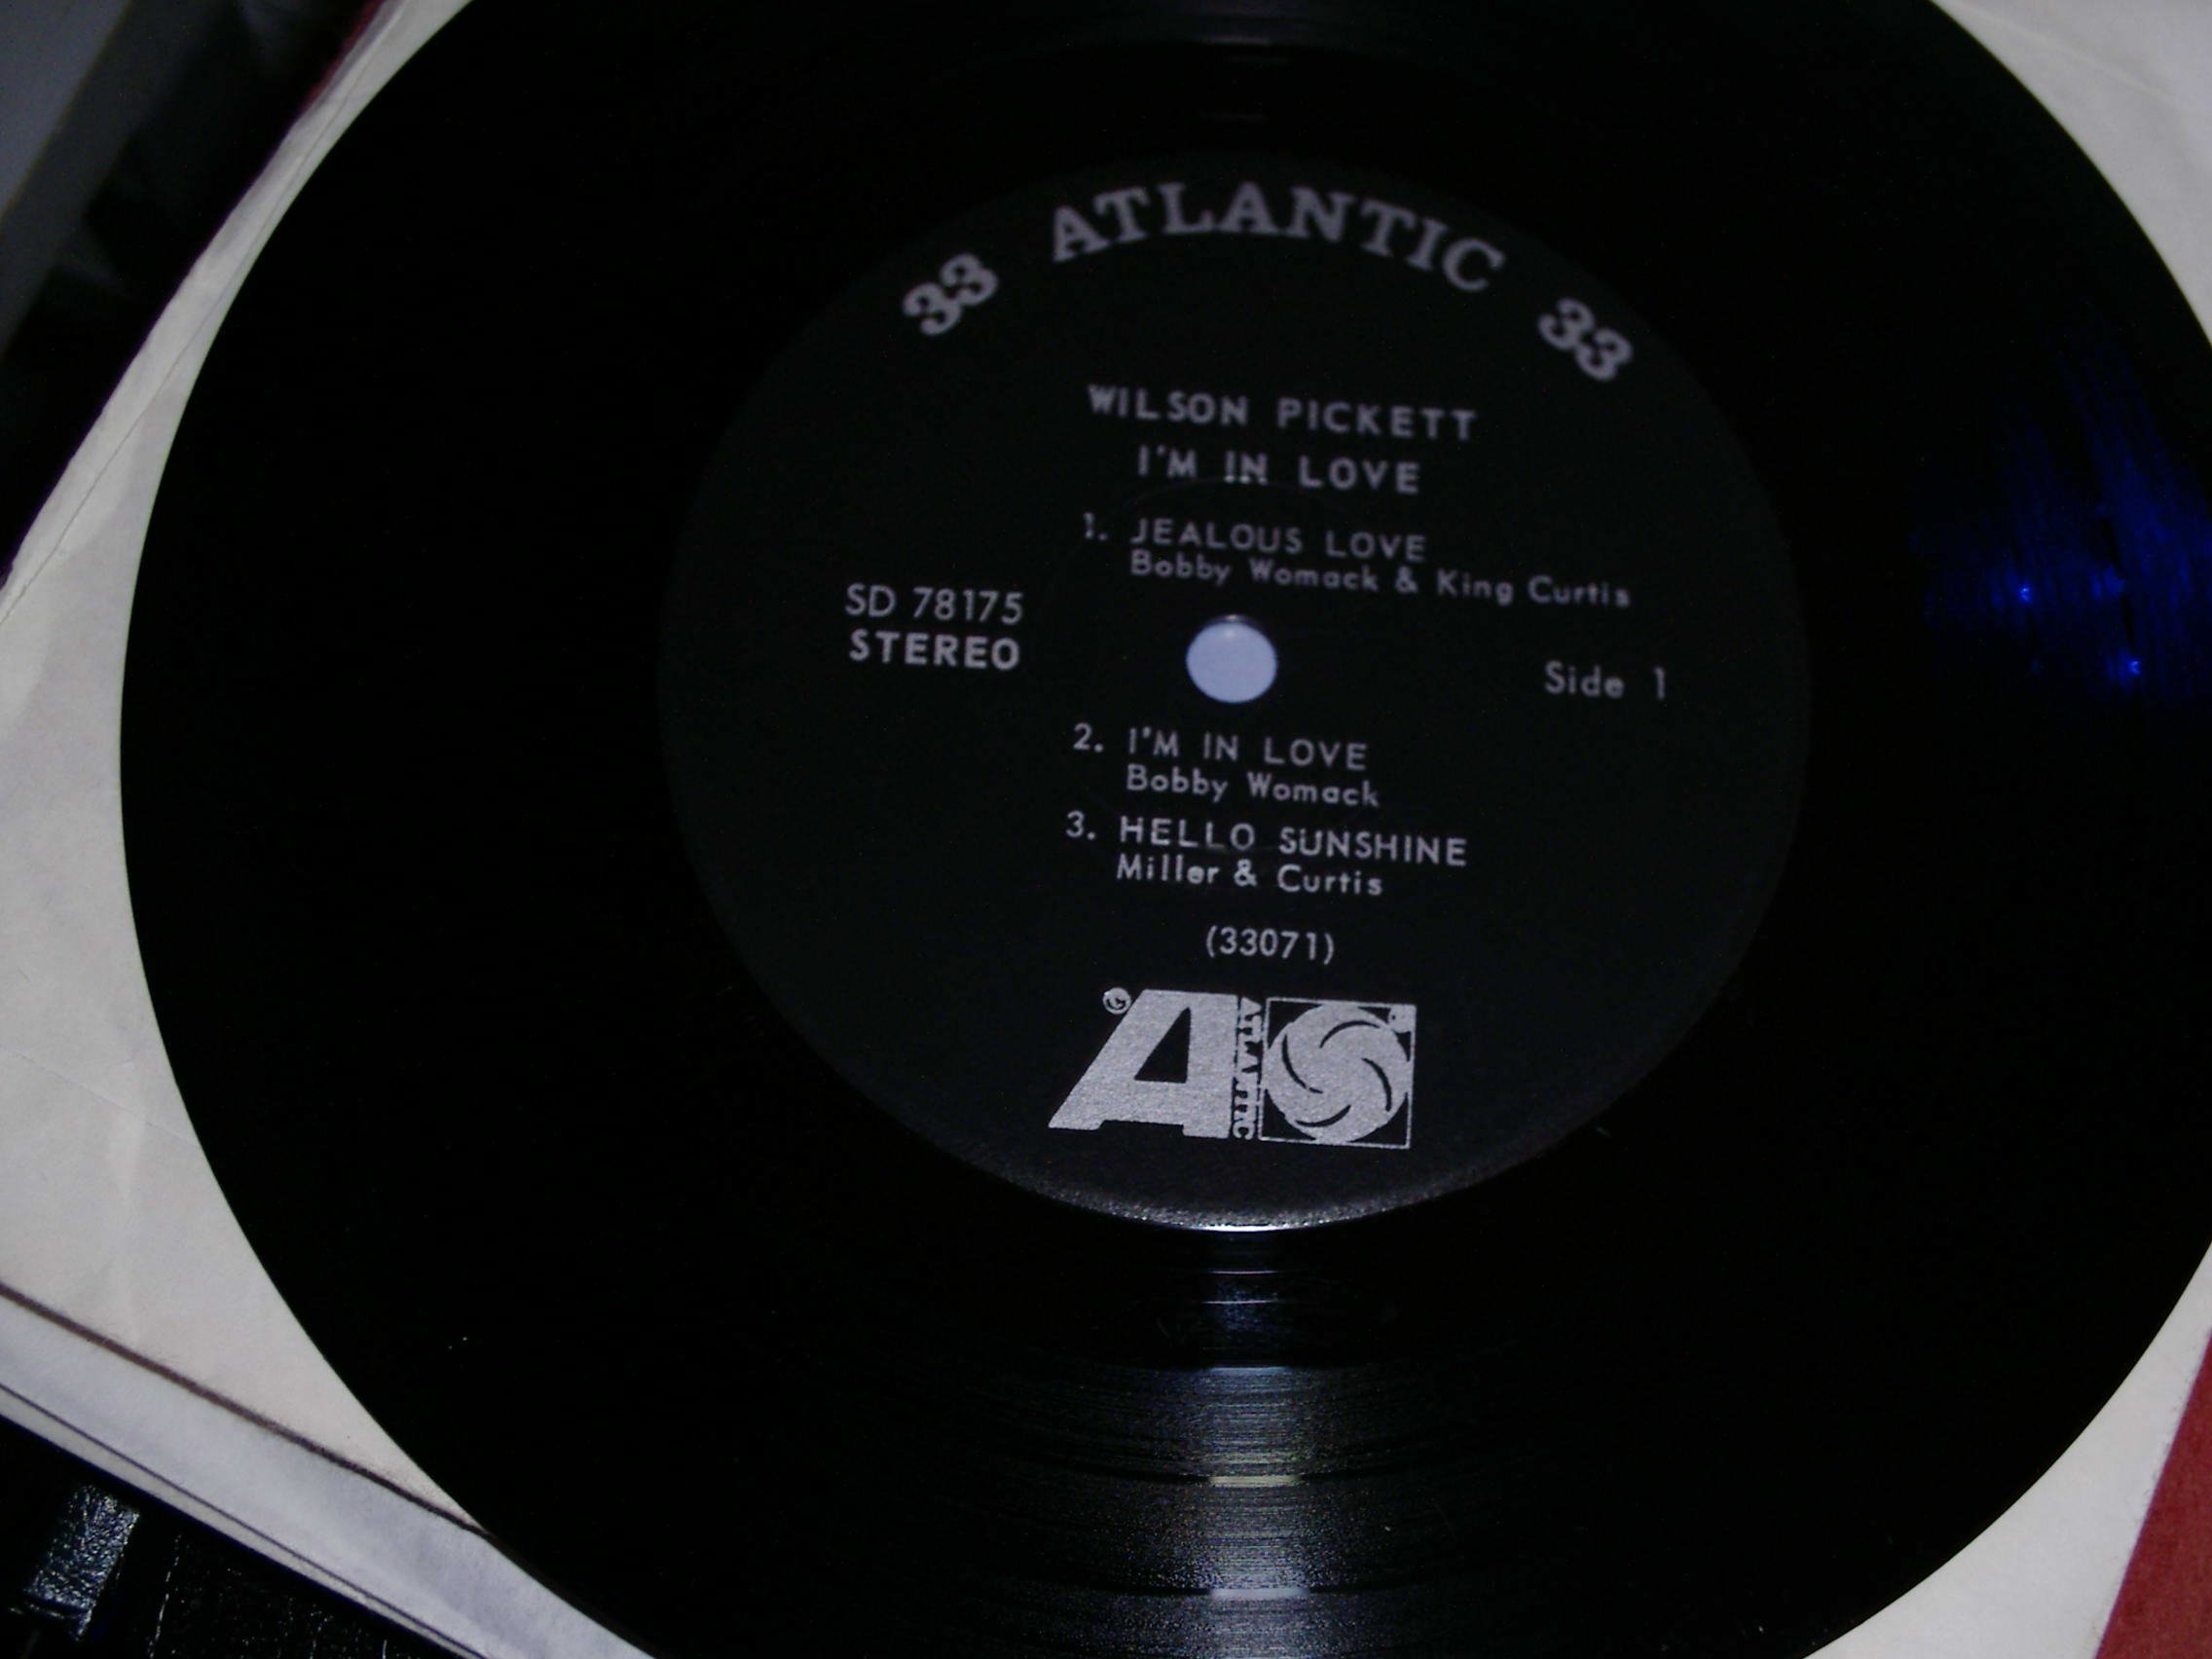 33 ATLANTIC 33
WILSON PICKETT
I'M IN LOVE
1. JEALOUS LOVE
Bobby Womack & King Curtis
SD 78175
STEREO
Side 1
2. I'M IN LOVE
Bobby Womack
3. HELLO SUNSHINE
Miller & Curtis
(33071)
A ATLANTIC